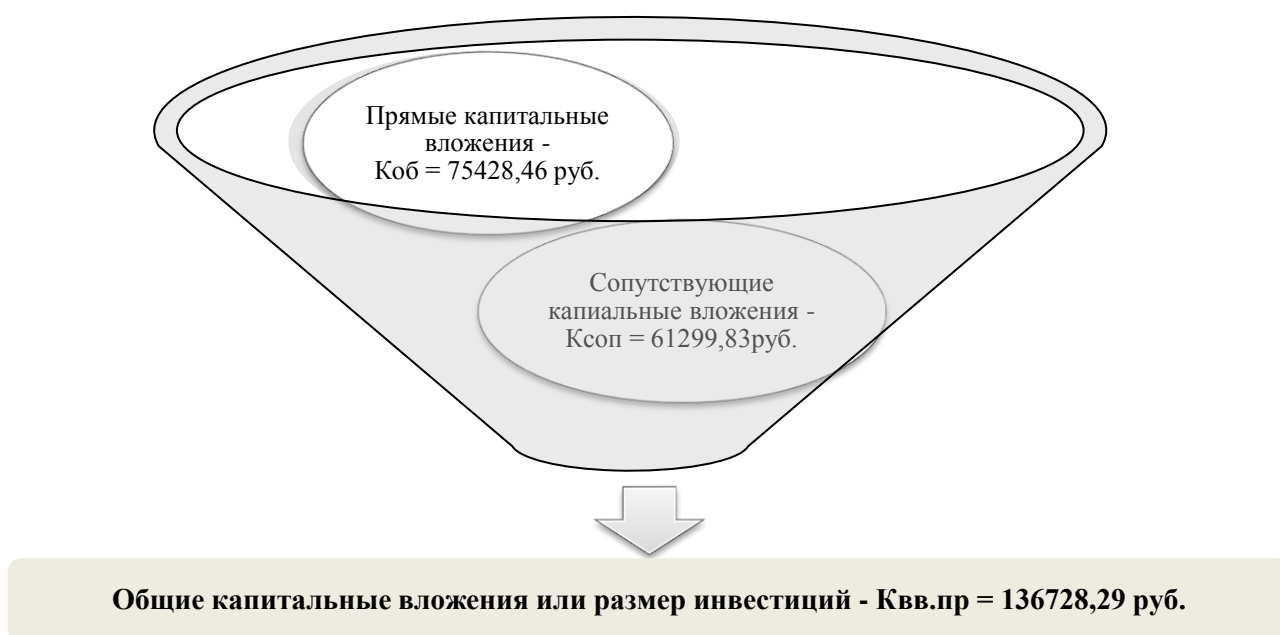 Прямые капитальные
вложения -
Коб = 75428,46 руб.
Сопутствующие
капиальные вложения -
Ксоп = 61299,83руб.
Общие капитальные вложения или размер инвестиций - Квв.пр = 136728,29 руб.